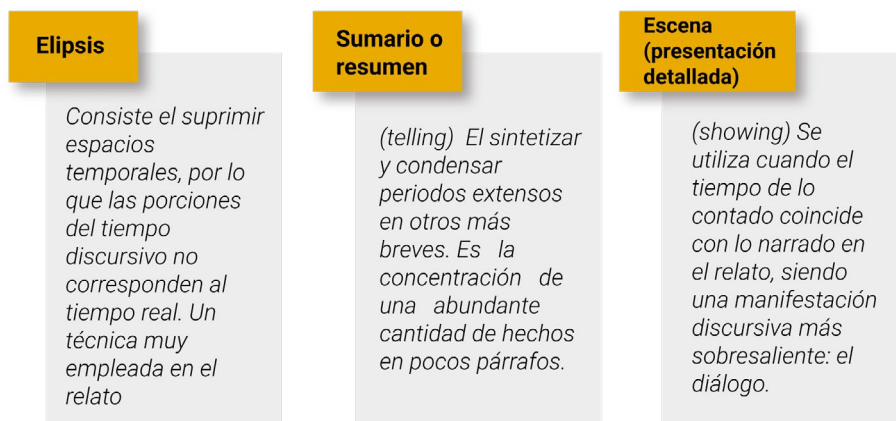 Elipsis
Consiste el suprimir
espacios
temporales, por lo
que las porciones
del tiempo
discursivo no
corresponden al
tiempo real. Un
técnica muy
empleada en el
relato
Sumario o
resumen
(telling) El sintetizar
y condensar
periodos extensos
en otros más
breves. Es la
concentración de
una abundante
cantidad de hechos
en pocos párrafos.
Escena
(presentación
detallada)
(showing) Se
utiliza cuando el
tiempo de lo
contado coincide
con lo narrado en
el relato, siendo
una manifestación
discursiva más
sobresaliente: el
diálogo.